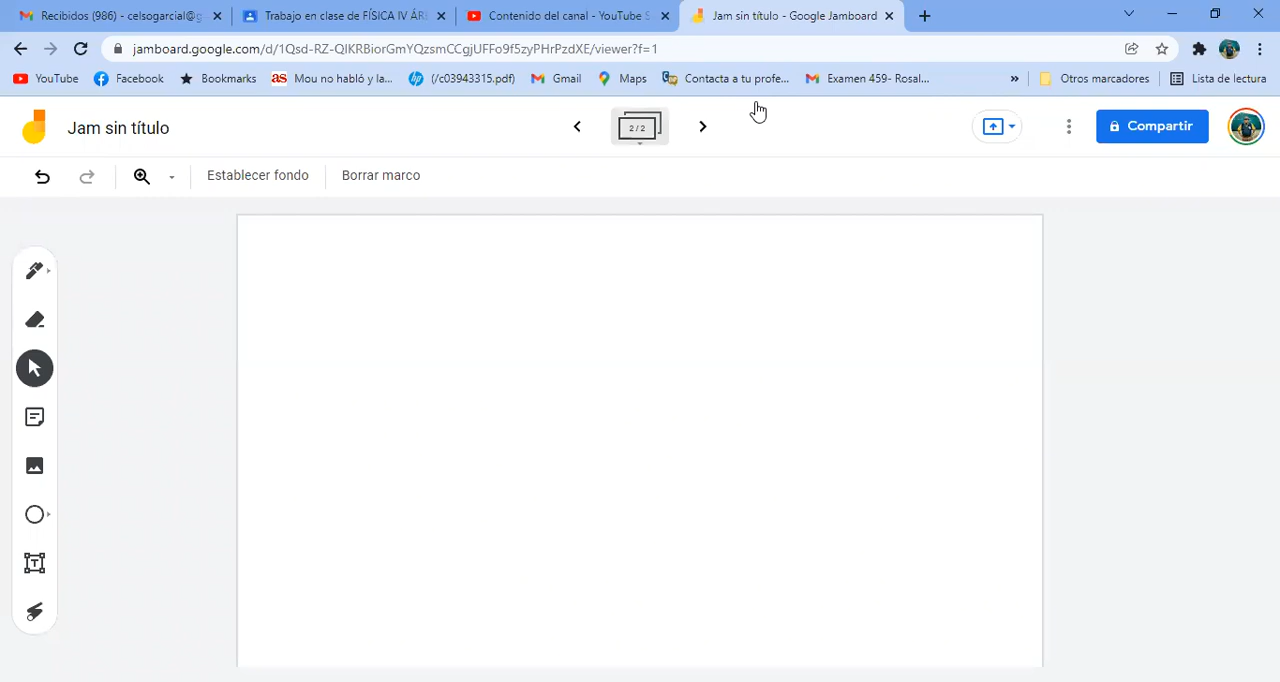 Recibidos (986) - celsogarcial@g
Trabajo en clase de FÍSICA IV ÁRE
Contenido del canal - YouTube S
Jam sin título - Google Jamboard
jamboard.google.com/d/1Qsd-RZ-QIKRBiorGmYQzsmCCgjUFFo9f5zyPHrPzdXE/viewer?f=1
YouTube
Facebook
Bookmarks
as
Mou no habló y la...
hp
(/c03943315.pdf)
Gmail
Maps
Contacta a tu profe...
Examen 459- Rosal...
»
Otros marcadores
Lista de lectura
Jam sin título
2 / 2
Compartir
Establecer fondo
Borrar marco
T